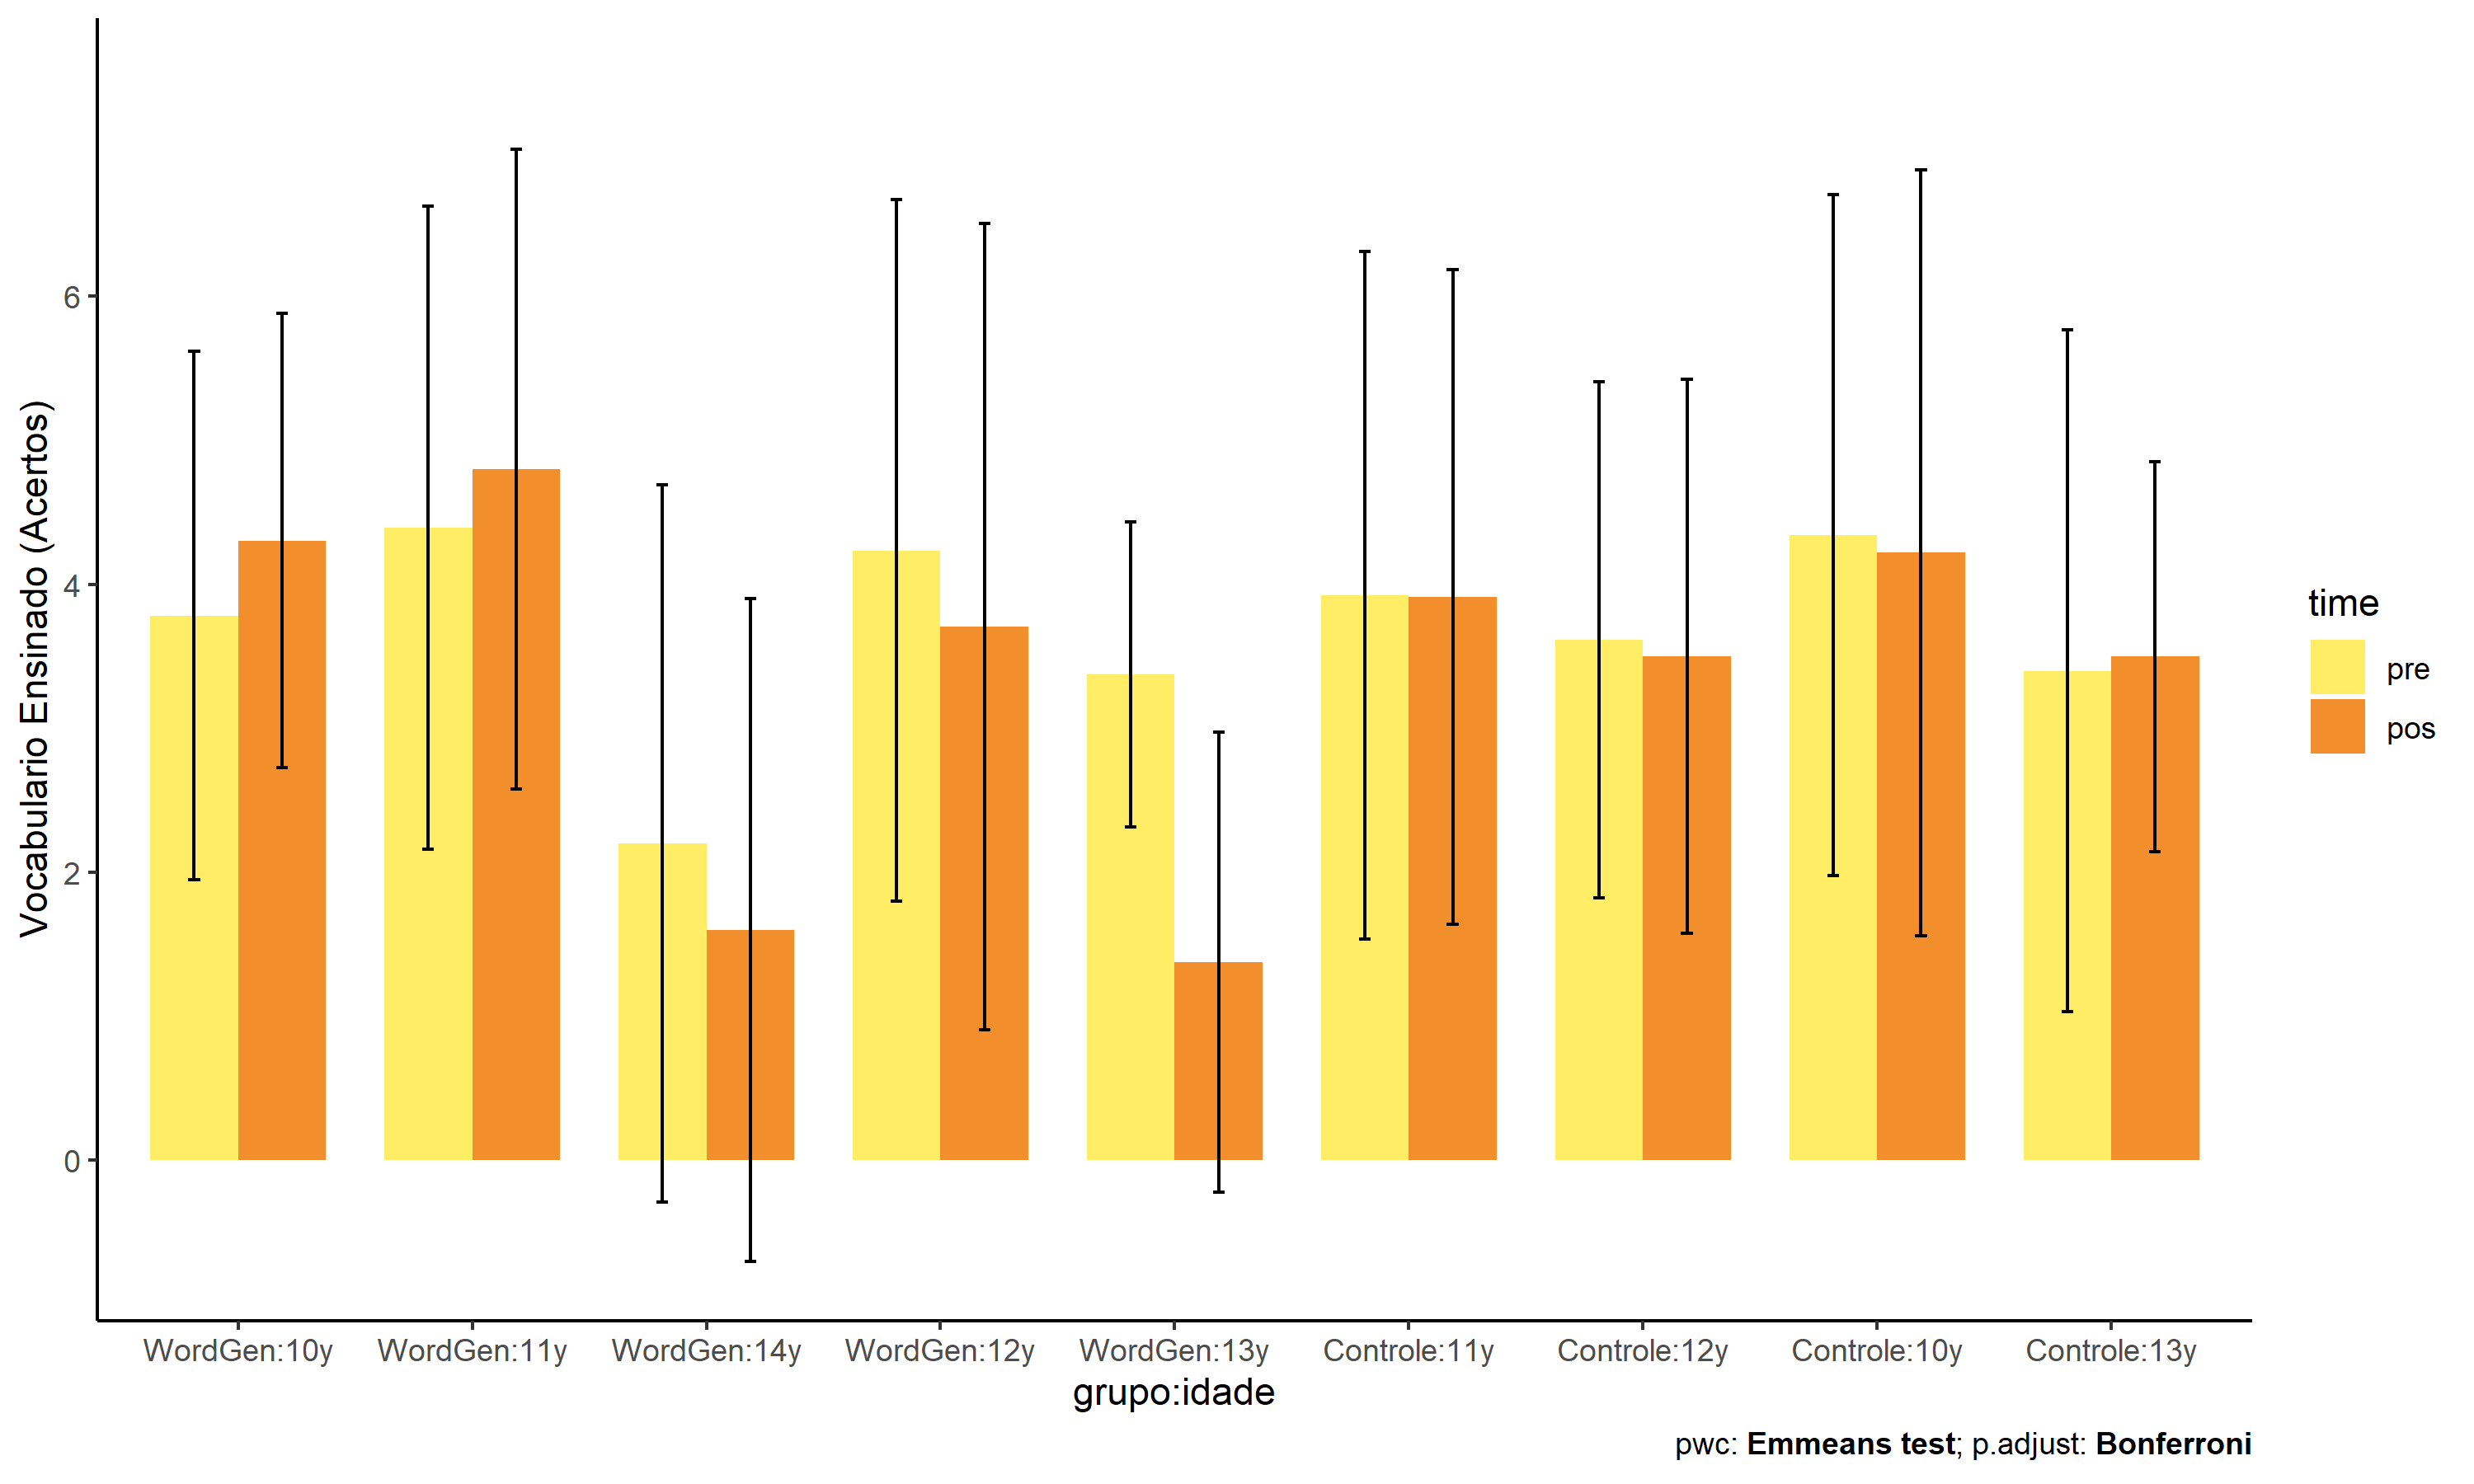 Vocabulario Ensinado (Acertos)
6
4
2
0
WordGen:10y WordGen:11y WordGen:14y WordGen:12y WordGen:13y Controle:11y Controle:12y Controle:10y Controle:13y
grupo:idade
time
pre
pos
pwc: Emmeans test; p.adjust: Bonferroni